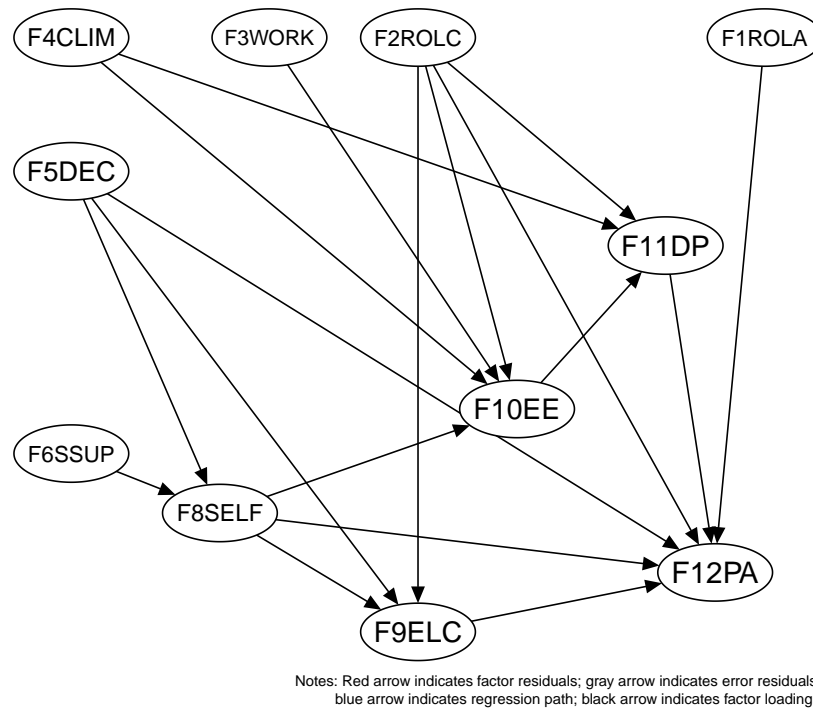 F4CLIM
F3WORK
F2ROLC
F1ROLA
F5DEC
F11DP
F10EE
F6SSUP
F8SELF
F12PA
F9ELC
Notes: Red arrow indicates factor residuals; gray arrow indicates error residuals
blue arrow indicates regression path; black arrow indicates factor loading